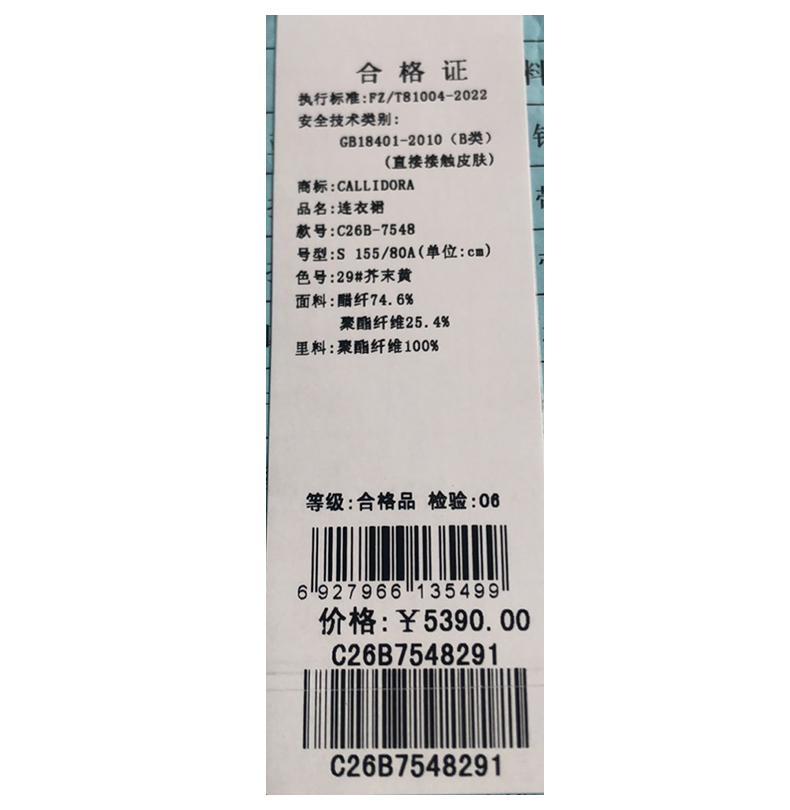 合格证
执行标准:FZ/T81004-2022
安全技术类别:
GB18401-2010（B类）
(直接接触皮肤)
商标:CALLIDORA
品名:连衣裙
款号:C26B-7548
号型:S 155/80A(单位:cm)
色号:29#芥末黄
面料:醋纤74.6%
聚酯纤维25.4%
里料:聚酯纤维100%
等级:合格品 检验:06
6 927966 135499
价格:¥5390.00
C26B7548291
C26B7548291
料